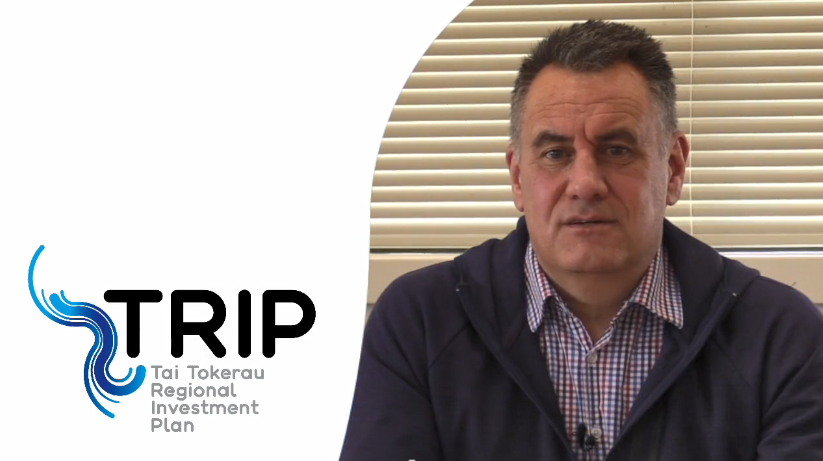 TRIP
Tai Tokerau
Regional
Investment
Plan